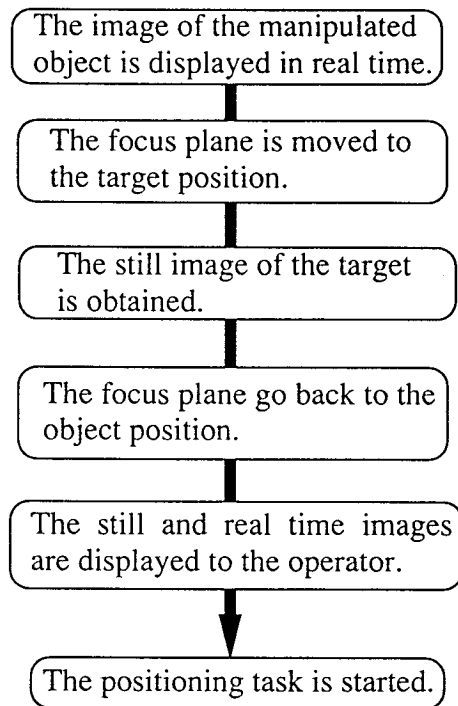 The image of the manipulated
object is displayed in real time.
The focus plane is moved to
the target position.
The still image of the target
is obtained.
The focus plane go back to the
object position.
The still and real time images
are displayed to the operator.
The positioning task is started.